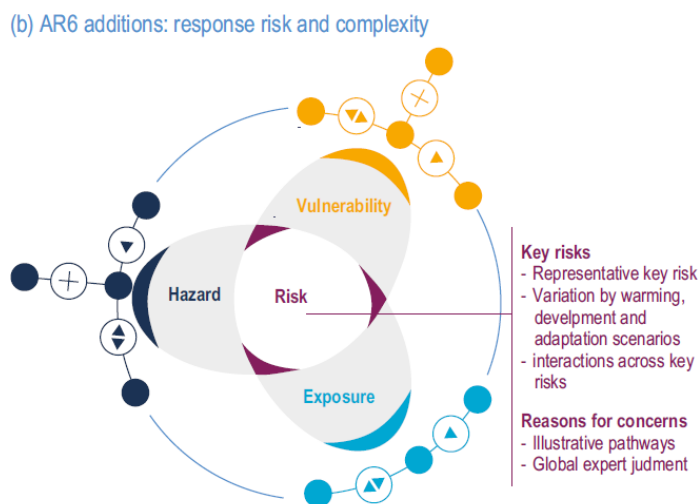 (b) AR6 additions: response risk and complexity
Vulnerability
Hazard
Risk
Exposure
Key risks
- Representative key risk
- Variation by warming,
develpment and
adaptation scenarios
- interactions across key
risks
Reasons for concerns
- Illustrative pathways
- Global expert judgment